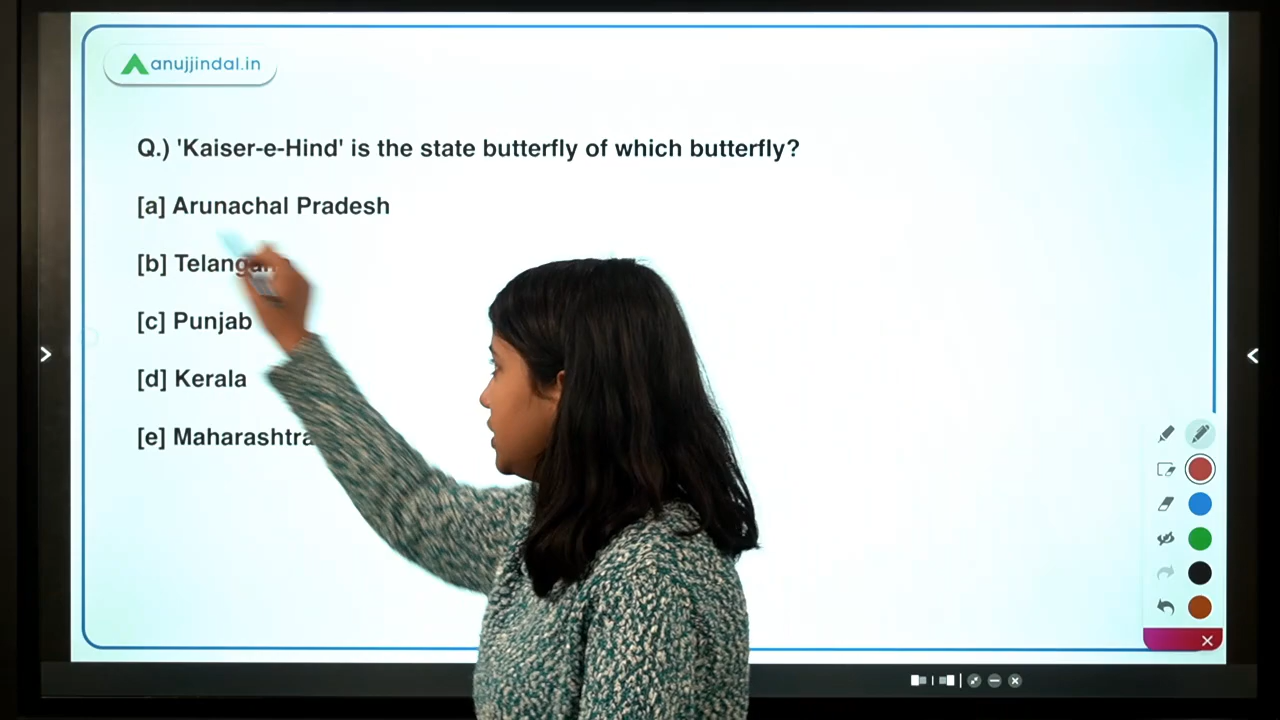 anujjindal.in
Q.) 'Kaiser-e-Hind' is the state butterfly of which butterfly?
[a] Arunachal Pradesh
[b]
[c] Punjab
[d] Kerala
[e] Maharashtra